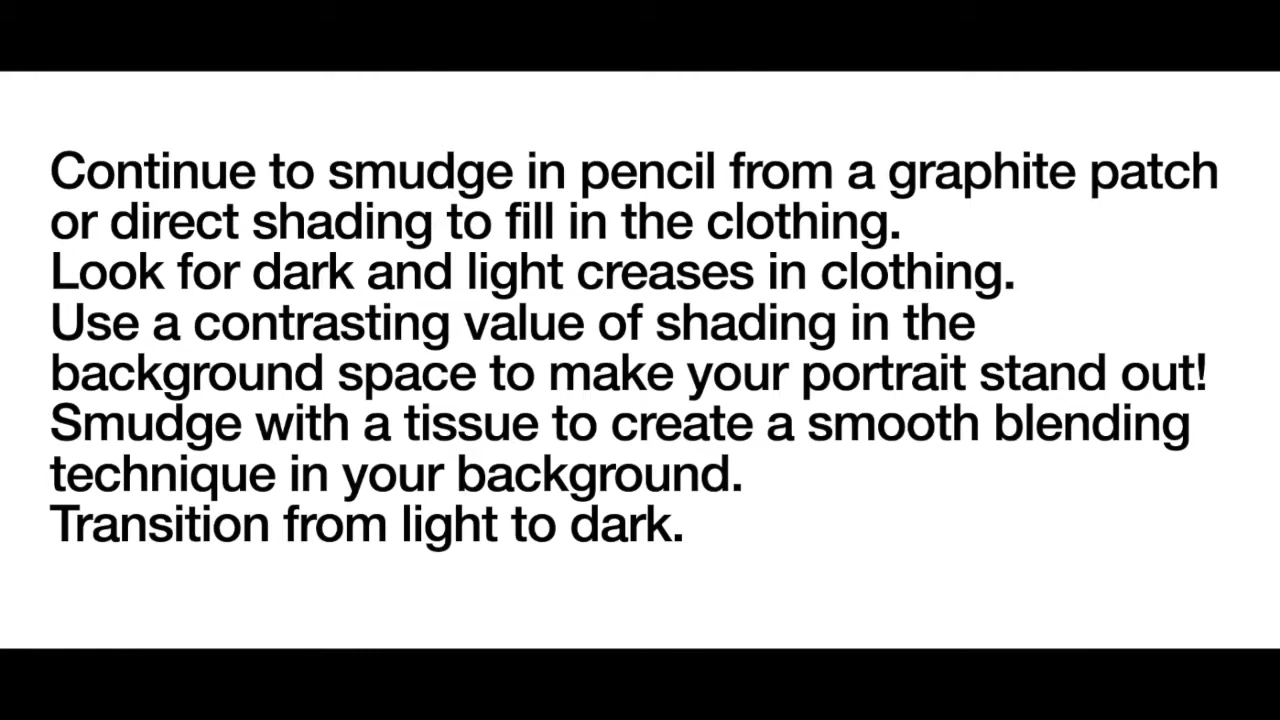 Continue to smudge in pencil from a graphite patch
or direct shading to fill in the clothing.
Look for dark and light creases in clothing.
Use a contrasting value of shading in the
background space to make your portrait stand out!
Smudge with a tissue to create a smooth blending
technique in your background.
Transition from light to dark.